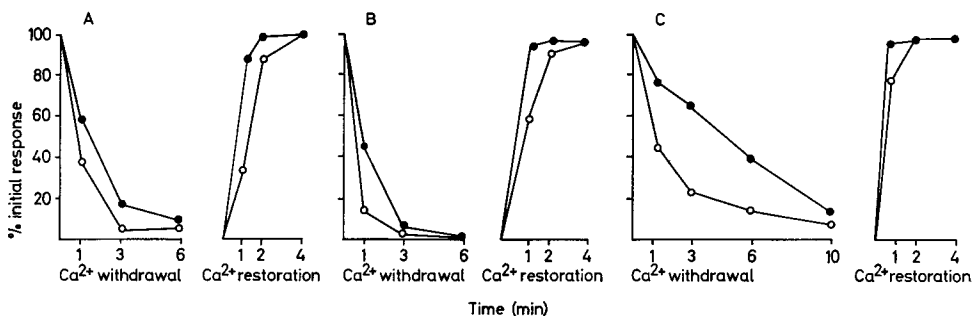 A
B
C
% initial response
100
80
60
40
20
1 3 6
Ca²⁺ withdrawal
1 2 4
Ca²⁺ restoration
1 3 6
Ca²⁺ withdrawal
1 2 4
Ca²⁺ restoration
1 3 6 10
Ca²⁺ withdrawal
1 2 4
Ca²⁺ restoration
Time (min)